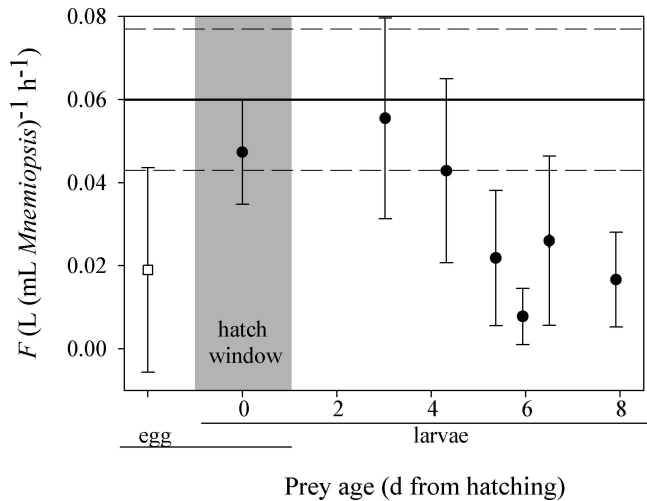 F (L (mL Mnemiopsis)⁻¹ h⁻¹)
0.08
0.06
0.04
0.02
0.00
hatch
window
0 2 4 6 8
egg larvae
Prey age (d from hatching)